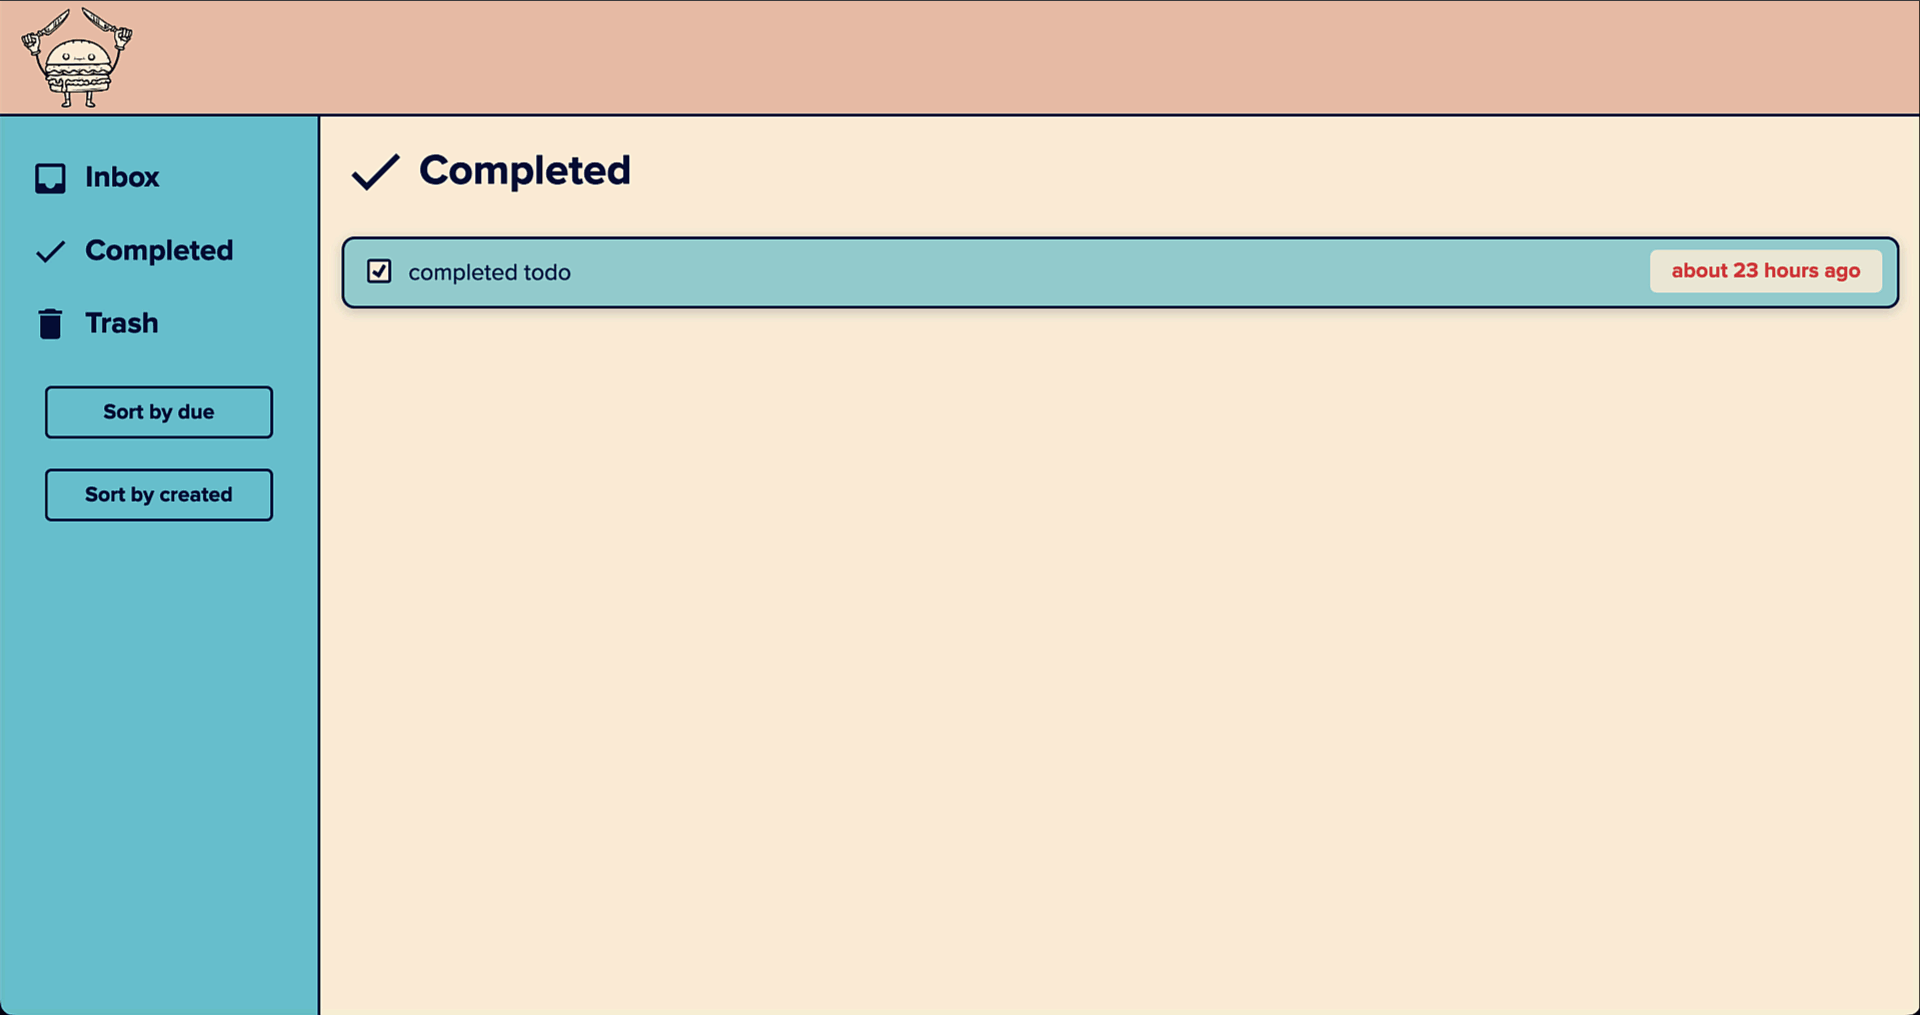 Inbox
Completed
Trash
Sort by due
Sort by created
Completed
completed todo
about 23 hours ago